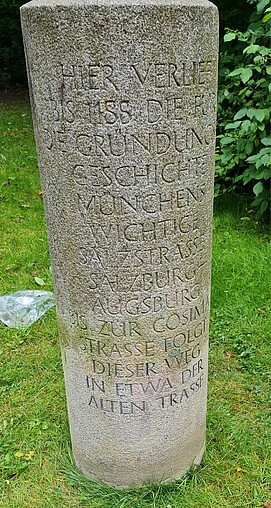 HIER VERLIEF
BIS 1158 DIE FÜ
DIE GRÜNDUNG
GESCHICHTE
MÜNCHENS
WICHTIGE
SALZSTRASSE
SALZBURG
AUGSBURG
BIS ZUR COSIMA
STRASSE FOLGT
DIESER WEG
IN ETWA DER
ALTEN TRASSE